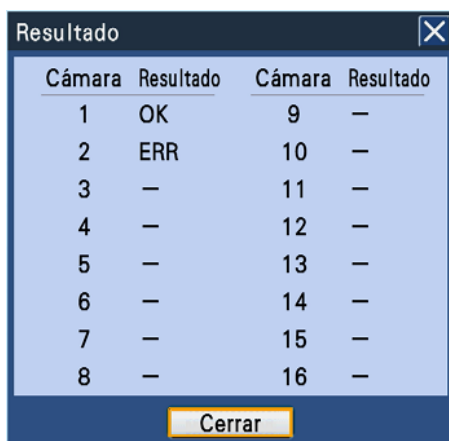 Resultado
Cámara Resultado Cámara Resultado
1 OK 9 –
2 ERR 10 –
3 – 11 –
4 – 12 –
5 – 13 –
6 – 14 –
7 – 15 –
8 – 16 –
Cerrar